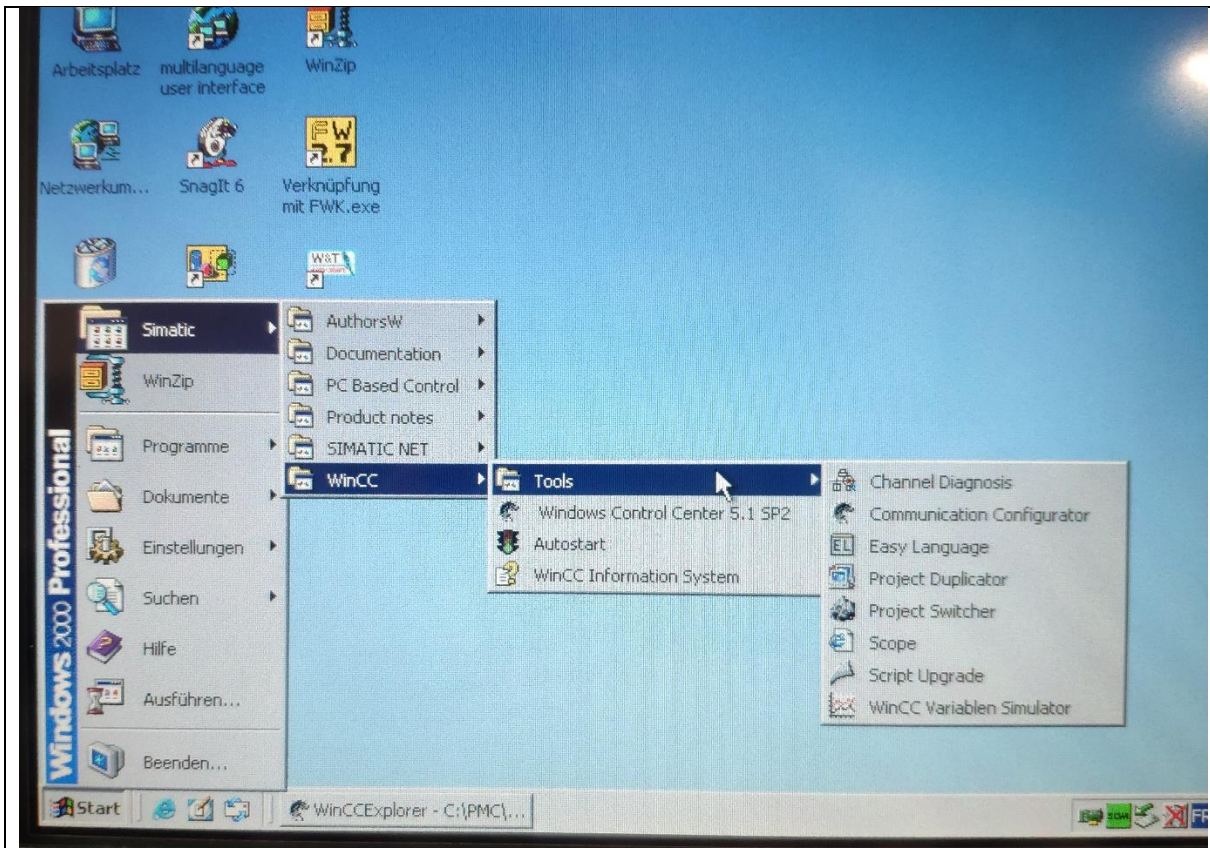 Arbeitsplatz
multilanguage
user interface
WinZip
Netzwerkum...
SnagIt 6
FW
2.7
Verknüpfung
mit FWK.exe
W&T
Windows 2000 Professional
Simatic
WinZip
Programme
Dokumente
Einstellungen
Suchen
Hilfe
Ausführen...
Beenden...
AuthorsW
Documentation
PC Based Control
Product notes
SIMATIC NET
WinCC
Tools
Windows Control Center 5.1 SP2
Autostart
WinCC Information System
Channel Diagnosis
Communication Configurator
EL
Easy Language
Project Duplicator
Project Switcher
Scope
Script Upgrade
WinCC Variablen Simulator
Start
WinCCExplorer - C:\PMC\...
FR